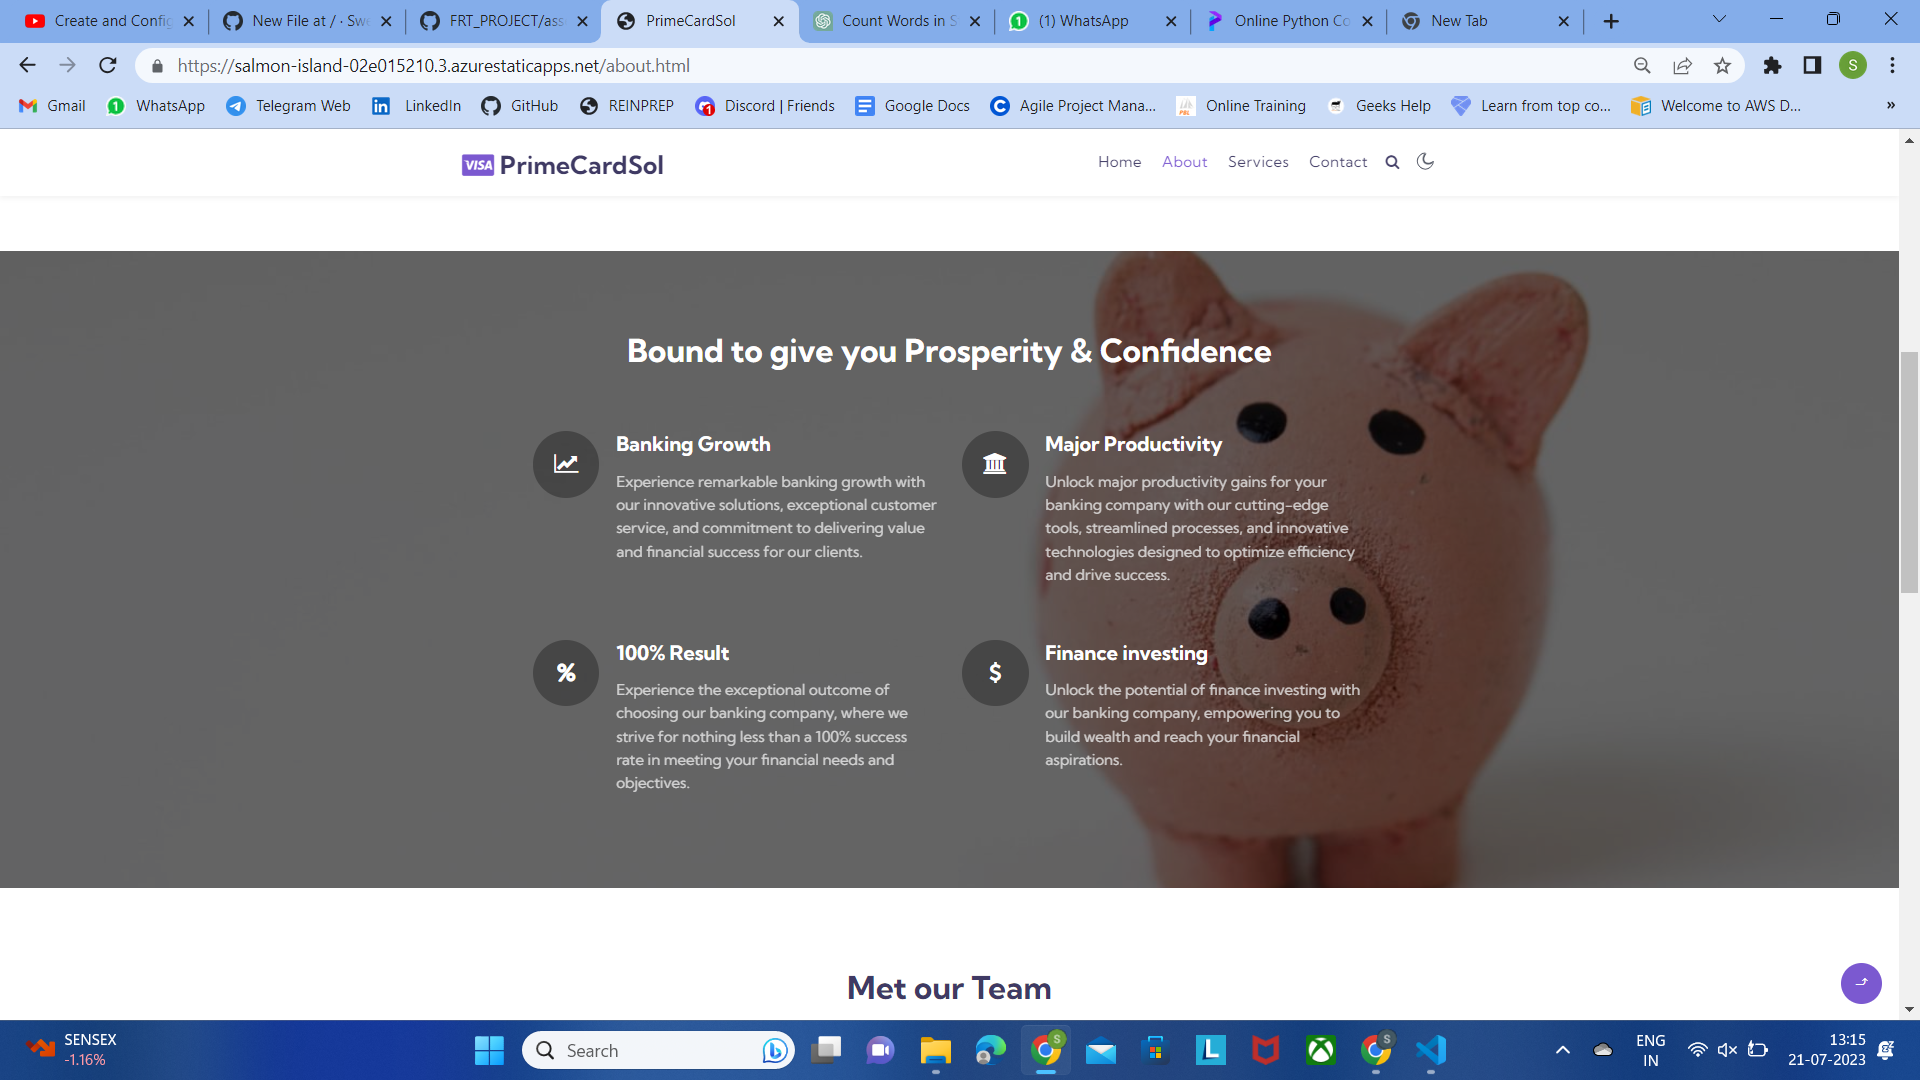 Create and Config
New File at / · Swe
FRT_PROJECT/ass
PrimeCardSol
Count Words in S
(1) WhatsApp
Online Python Co
New Tab
https://salmon-island-02e015210.3.azurestaticapps.net/about.html
S
Gmail
WhatsApp
Telegram Web
LinkedIn
GitHub
REINPREP
Discord | Friends
Google Docs
Agile Project Mana...
Online Training
Geeks Help
Learn from top co...
Welcome to AWS D...
»
VISA PrimeCardSol
Home
About
Services
Contact
Bound to give you Prosperity & Confidence
Banking Growth
Experience remarkable banking growth with
our innovative solutions, exceptional customer
service, and commitment to delivering value
and financial success for our clients.
Major Productivity
Unlock major productivity gains for your
banking company with our cutting-edge
tools, streamlined processes, and innovative
technologies designed to optimize efficiency
and drive success.
%
100% Result
Experience the exceptional outcome of
choosing our banking company, where we
strive for nothing less than a 100% success
rate in meeting your financial needs and
objectives.
$
Finance investing
Unlock the potential of finance investing with
our banking company, empowering you to
build wealth and reach your financial
aspirations.
Met our Team
SENSEX
-1.16%
Search
ENG
IN
13:15
21-07-2023